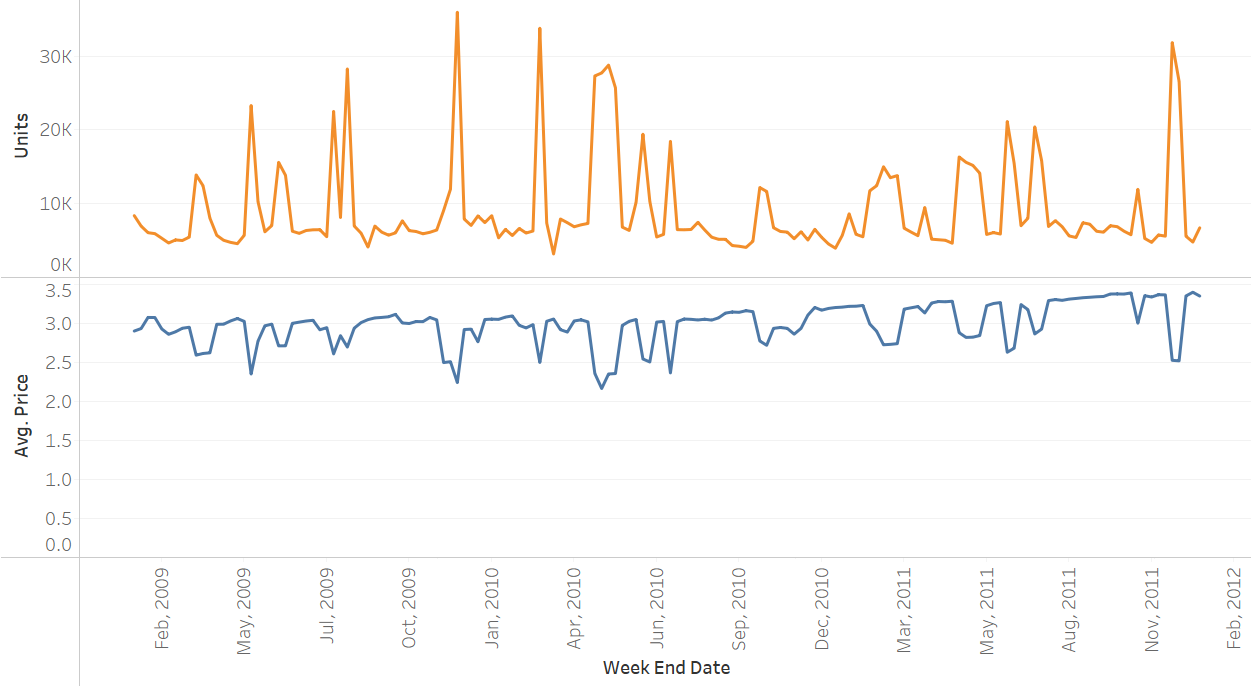 Units
30K
20K
10K
0K
Avg. Price
3.5
3.0
2.5
2.0
1.5
1.0
0.5
0.0
Feb, 2009
May, 2009
Jul, 2009
Oct, 2009
Jan, 2010
Apr, 2010
Jun, 2010
Sep, 2010
Dec, 2010
Mar, 2011
May, 2011
Aug, 2011
Nov, 2011
Feb, 2012
Week End Date